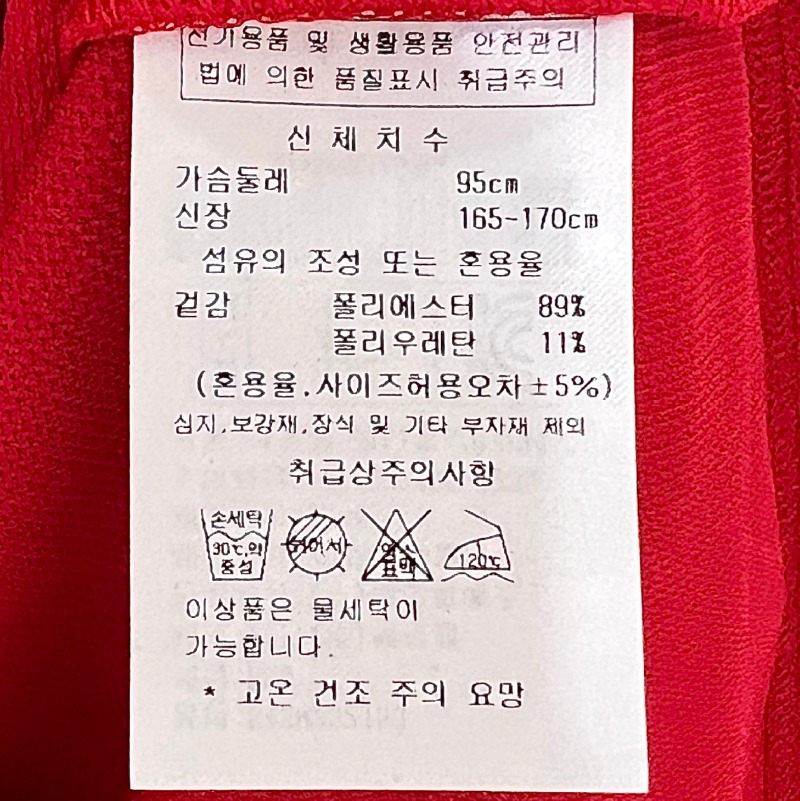 전기용품 및 생활용품 안전관리
법에 의한 품질표시 취급주의
신 체 치 수
가슴둘레 95cm
신장 165~170cm
섬유의 조성 또는 혼용율
겉감 폴리에스터 89%
폴리우레탄 11%
(혼용율.사이즈허용오차±5%)
심지,보강재,장식 및 기타 부자재 제외
취급상주의사항
손세탁
30℃,의
중성
뉘어서
염소
표백
120℃
이상품은 물세탁이
가능합니다.
* 고온 건조 주의 요망